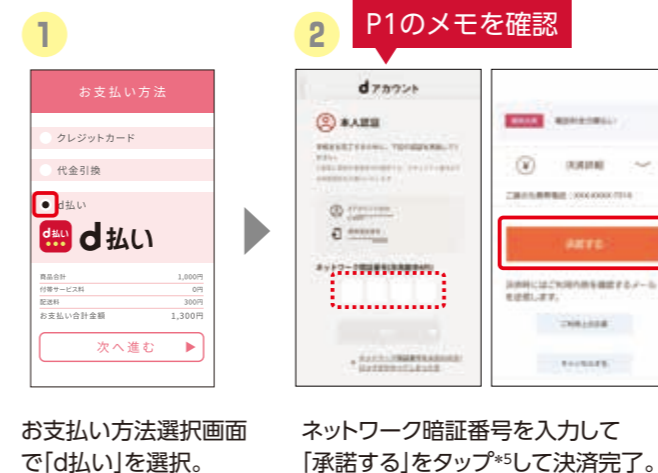 1
お支払い方法
クレジットカード
代金引換
d払い
d払い
d払い
商品合計 1,000円
付帯サービス料 0円
配送料 300円
お支払い合計金額 1,300円
次へ進む ▶
お支払い方法選択画面
で「d払い」を選択。
2
P1のメモを確認
dアカウント
本人認証
ネットワーク暗証番号
決済詳細
承諾する
ネットワーク暗証番号を入力して
「承諾する」をタップ*5して決済完了。